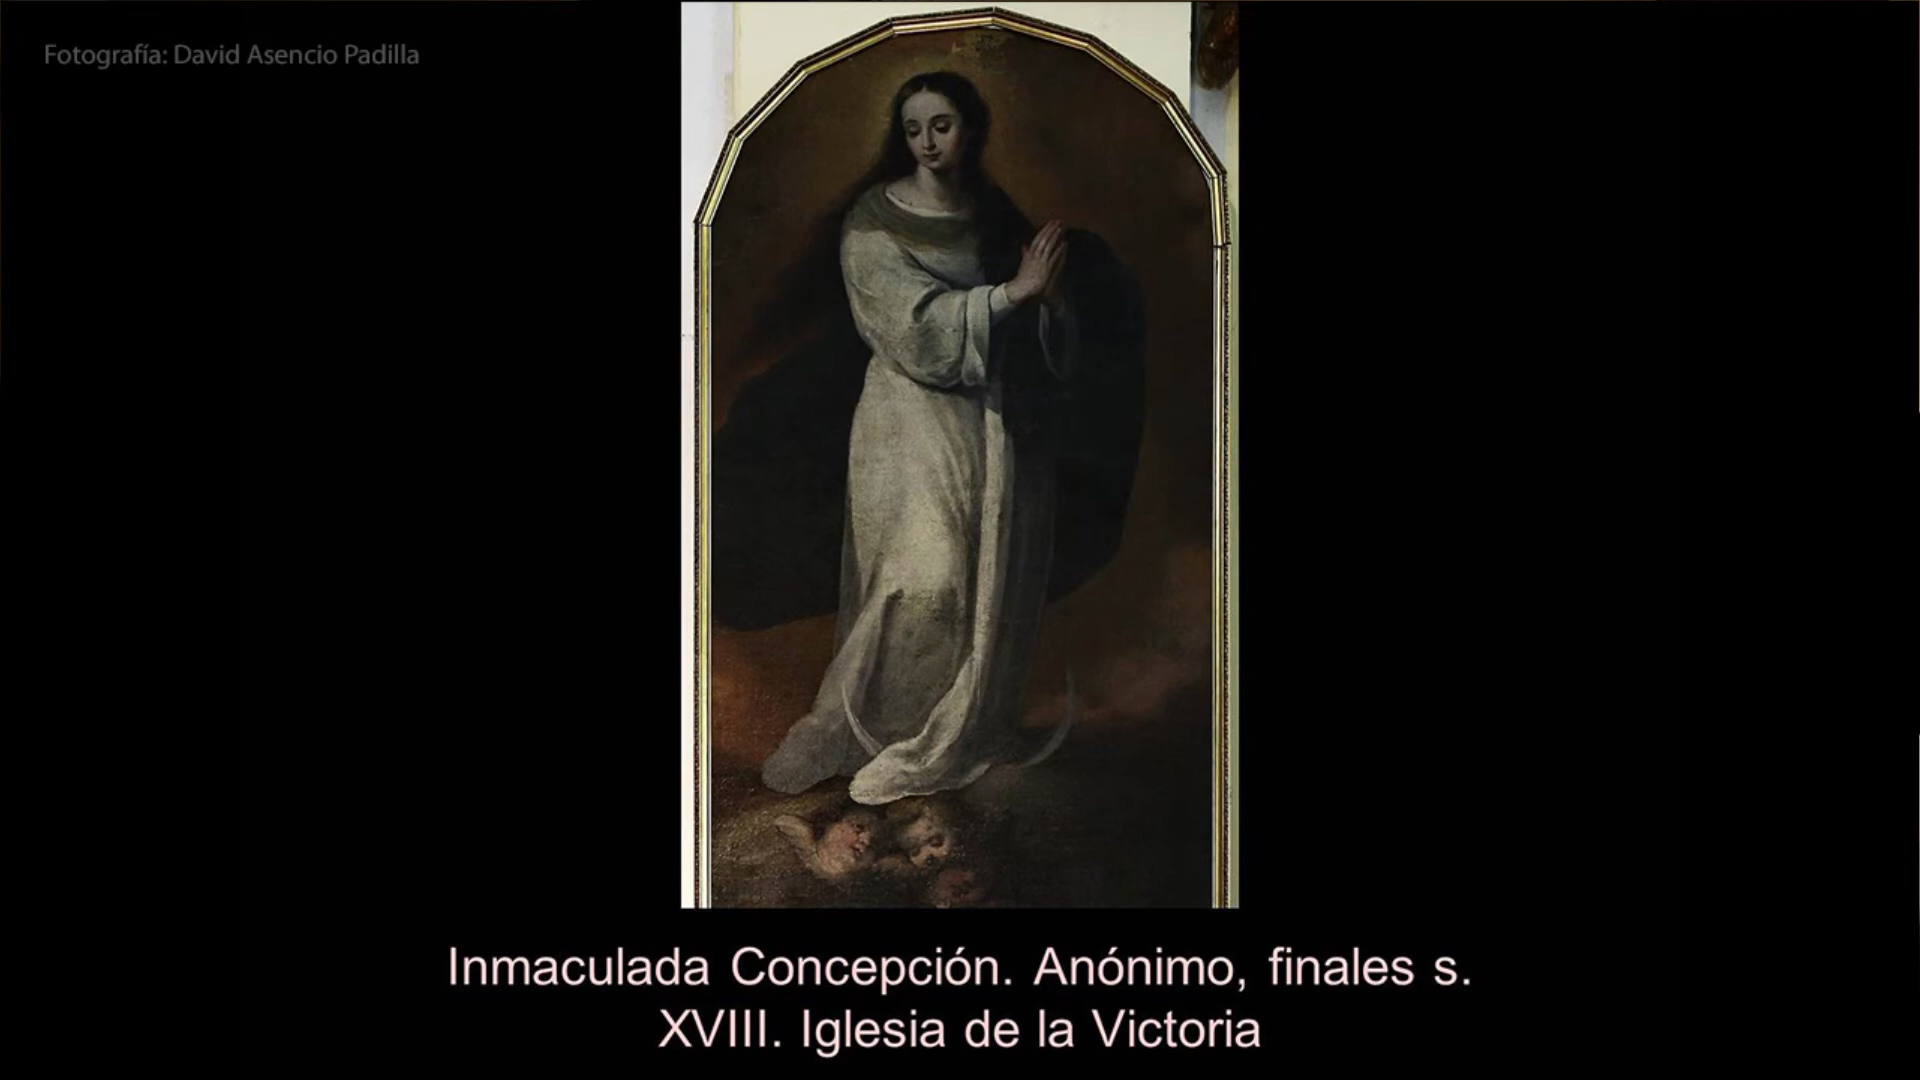 Fotografía: David Asencio Padilla
Inmaculada Concepción. Anónimo, finales s.
XVIII. Iglesia de la Victoria